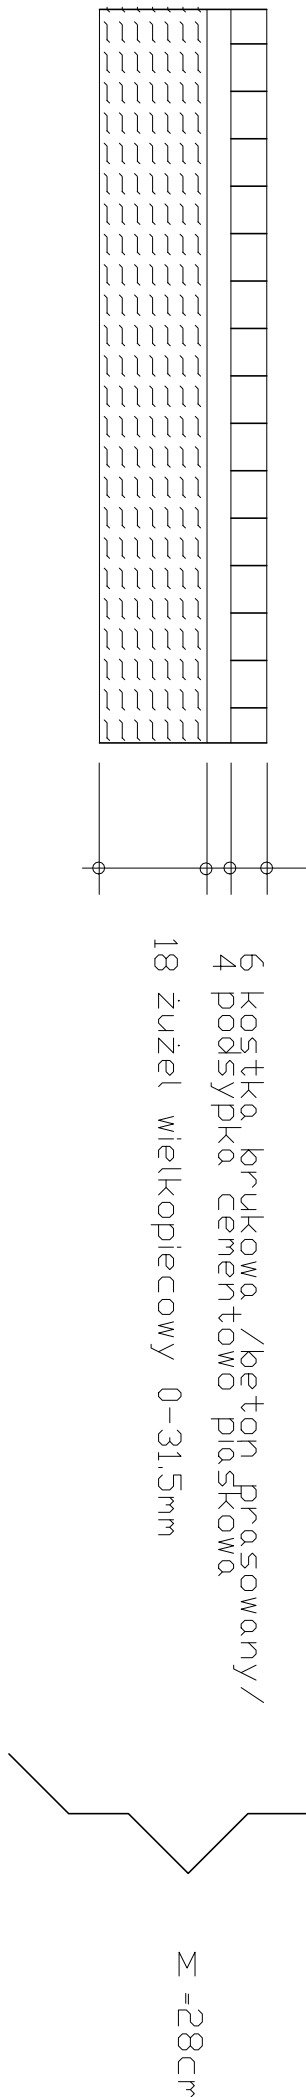 6 kostka brukowa /beton prasowany/
4 podsypka cementowo piaskowa
18 żużel wielkopiecowy 0-31.5mm
M =28cm